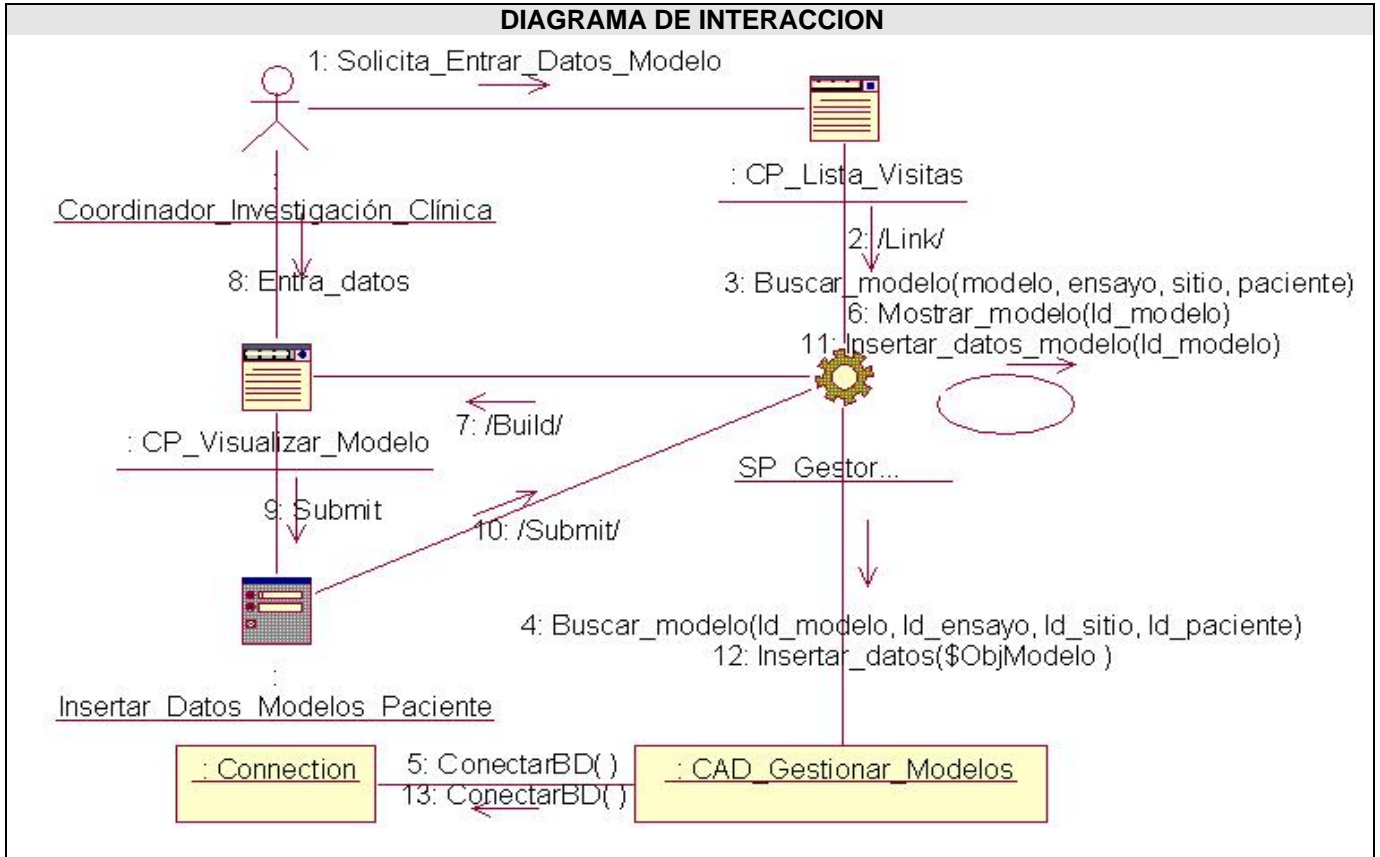 DIAGRAMA DE INTERACCION
1: Solicita_Entrar_Datos_Modelo
:
Coordinador_Investigación_Clínica
: CP_Lista_Visitas
2: /Link/
3: Buscar_modelo(modelo, ensayo, sitio, paciente)
6: Mostrar_modelo(Id_modelo)
11: Insertar_datos_modelo(Id_modelo)
8: Entra_datos
7: /Build/
: CP_Visualizar_Modelo
SP_Gestor...
9: Submit
10: /Submit/
4: Buscar_modelo(Id_modelo, Id_ensayo, Id_sitio, Id_paciente)
12: Insertar_datos($ObjModelo )
:
Insertar_Datos_Modelos_Paciente
: Connection
5: ConectarBD( )
13: ConectarBD( )
: CAD_Gestionar_Modelos